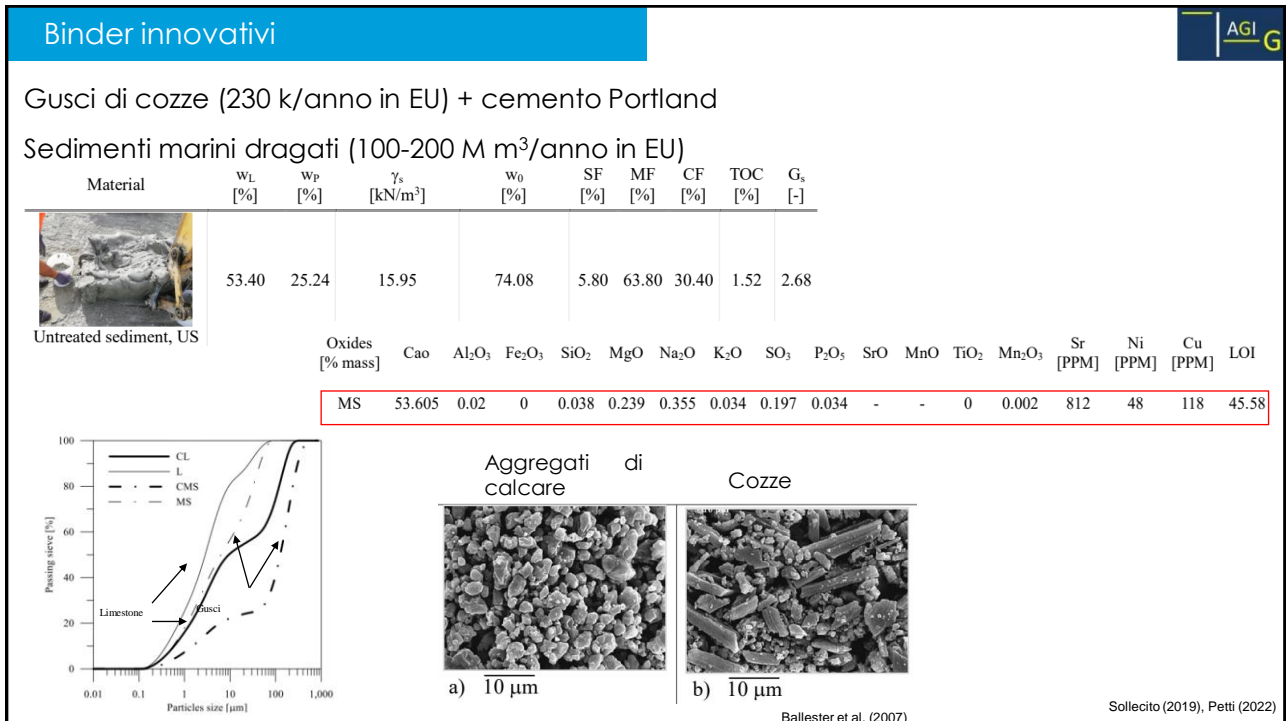 Binder innovativi
AGI G
Gusci di cozze (230 k/anno in EU) + cemento Portland
Sedimenti marini dragati (100-200 M m³/anno in EU)
Material w_L [%] w_P [%] γ_s [kN/m³] w_0 [%] SF [%] MF [%] CF [%] TOC [%] G_s [-]
53.40 25.24 15.95 74.08 5.80 63.80 30.40 1.52 2.68
Untreated sediment, US
Oxides [% mass] Cao Al₂O₃ Fe₂O₃ SiO₂ MgO Na₂O K₂O SO₃ P₂O₅ SrO MnO TiO₂ Mn₂O₃ Sr [PPM] Ni [PPM] Cu [PPM] LOI
MS 53.605 0.02 0 0.038 0.239 0.355 0.034 0.197 0.034 - - 0 0.002 812 48 118 45.58
100
80
60
40
20
0
Passing sieve [%]
CL
L
CMS
MS
Limestone
Gusci
0.01 0.1 1 10 100 1,000
Particles size [μm]
Aggregati di
calcare
Cozze
a) 10 μm
b) 10 μm
Ballester et al. (2007)
Sollecito (2019), Petti (2022)